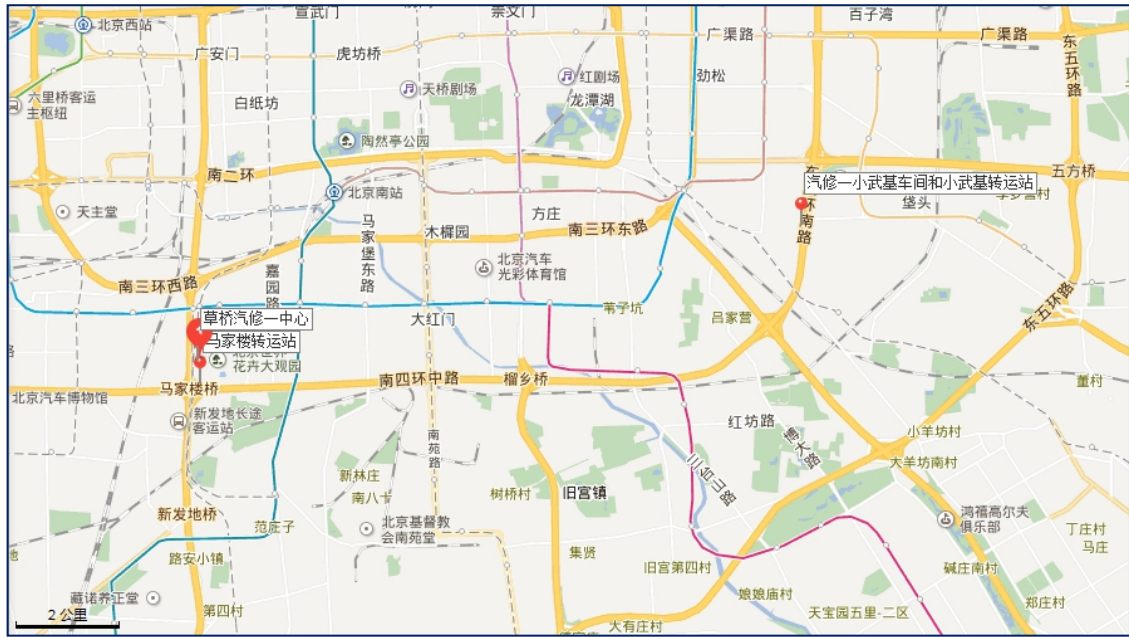 宣武门
崇文门
百子湾
北京西站
广渠路
广渠路
东五环路
广安门
虎坊桥
红剧场
劲松
六里桥客运
主枢纽
白纸坊
天桥剧场
龙潭湖
陶然亭公园
南二环
五方桥
北京南站
汽修一小武基车间和小武基转运站
天主堂
马家堡东路
方庄
垡头
环南路
木樨园
南三环东路
北京汽车
光彩体育馆
南三环西路
嘉园路
苇子坑
东五环路
草桥汽修一中心
大红门
吕家营
马家楼转运站
花卉大观园
马家楼桥
南四环中路
榴乡桥
董村
北京汽车博物馆
新发地长途
客运站
红坊路
博大路
小羊坊村
南苑路
大羊坊南村
三台山路
新林庄
南八十
树桥村
旧宫镇
新发地桥
范庄子
北京基督教
会南苑堂
鸿禧高尔夫
俱乐部
丁庄村
马庄
集贤
路安小镇
旧宫第四村
碱庄南村
藏诺养正堂
娘娘庙村
郑庄村
2 公里
第四村
天宝园五里-二区
大有庄村